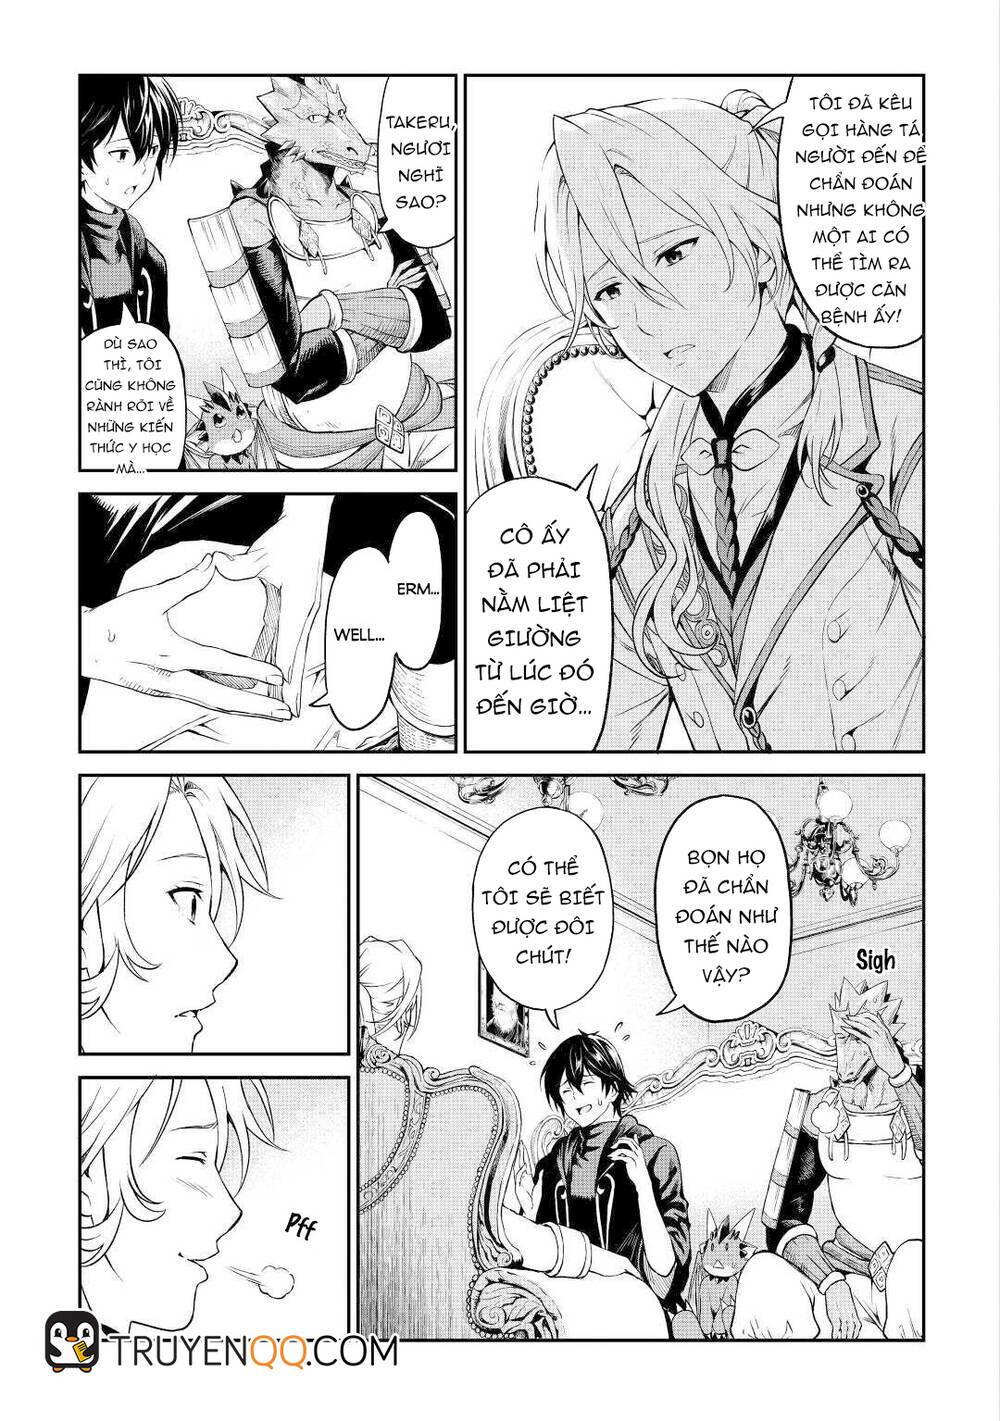 TÔI ĐÃ KÊU
GỌI HÀNG TÁ
NGƯỜI ĐẾN ĐỂ
CHẨN ĐOÁN
NHƯNG KHÔNG
MỘT AI CÓ
THỂ TÌM RA
ĐƯỢC CĂN
BỆNH ẤY!
CÔ ẤY
ĐÃ PHẢI
NẰM LIỆT
GIƯỜNG
TỪ LÚC ĐÓ
ĐẾN GIỜ...
TAKERU,
NGƯƠI
NGHĨ
SAO?
DÙ SAO
THÌ, TÔI
CŨNG KHÔNG
RÀNH RÕI VỀ
NHỮNG KIẾN
THỨC Y HỌC
MÀ...
ERM...
WELL...
BỌN HỌ
ĐÃ CHẨN
ĐOÁN NHƯ
THẾ NÀO
VẬY?
CÓ THỂ
TÔI SẼ BIẾT
ĐƯỢC ĐÔI
CHÚT!
Sigh
Pff
TRUYENQQ.COM